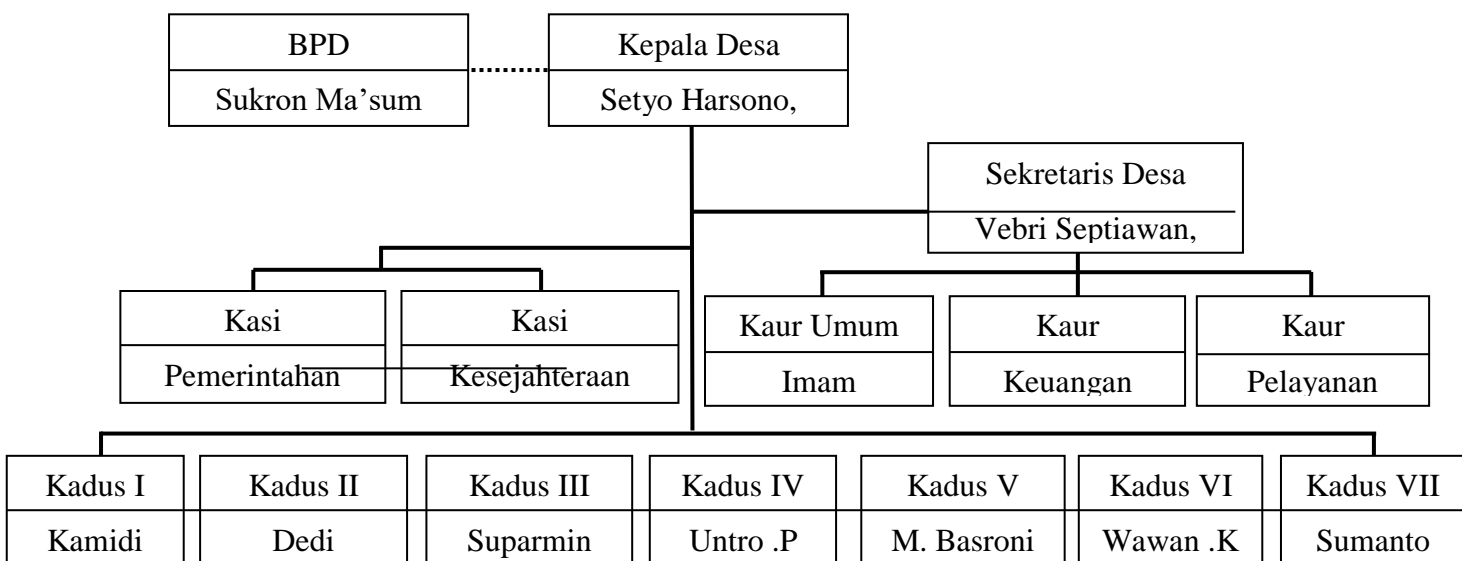 BPD
Sukron Ma’sum
Kepala Desa
Setyo Harsono,
Sekretaris Desa
Vebri Septiawan,
Kasi
Pemerintahan
Kasi
Kesejahteraan
Kaur Umum
Imam
Kaur
Keuangan
Kaur
Pelayanan
Kadus I
Kamidi
Kadus II
Dedi
Kadus III
Suparmin
Kadus IV
Untro .P
Kadus V
M. Basroni
Kadus VI
Wawan .K
Kadus VII
Sumanto